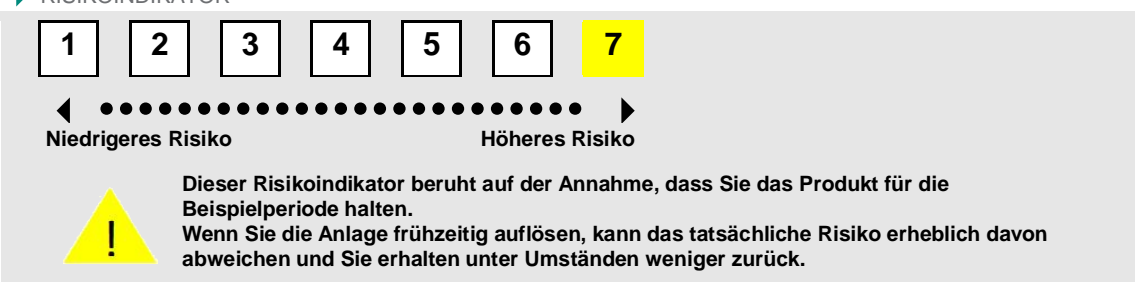 RISIKOINDIKATOR
1 2 3 4 5 6 7
Niedrigeres Risiko Höheres Risiko
Dieser Risikoindikator beruht auf der Annahme, dass Sie das Produkt für die
Beispielperiode halten.
! Wenn Sie die Anlage frühzeitig auflösen, kann das tatsächliche Risiko erheblich davon
abweichen und Sie erhalten unter Umständen weniger zurück.